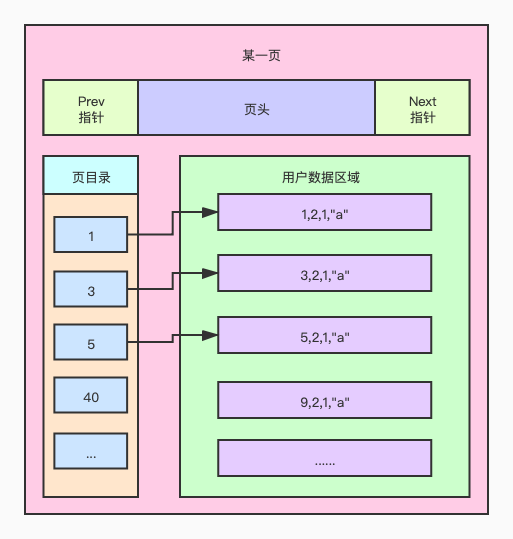 某一页
Prev
指针
页头
Next
指针
页目录
1
3
5
40
...
用户数据区域
1,2,1,"a"
3,2,1,"a"
5,2,1,"a"
9,2,1,"a"
......